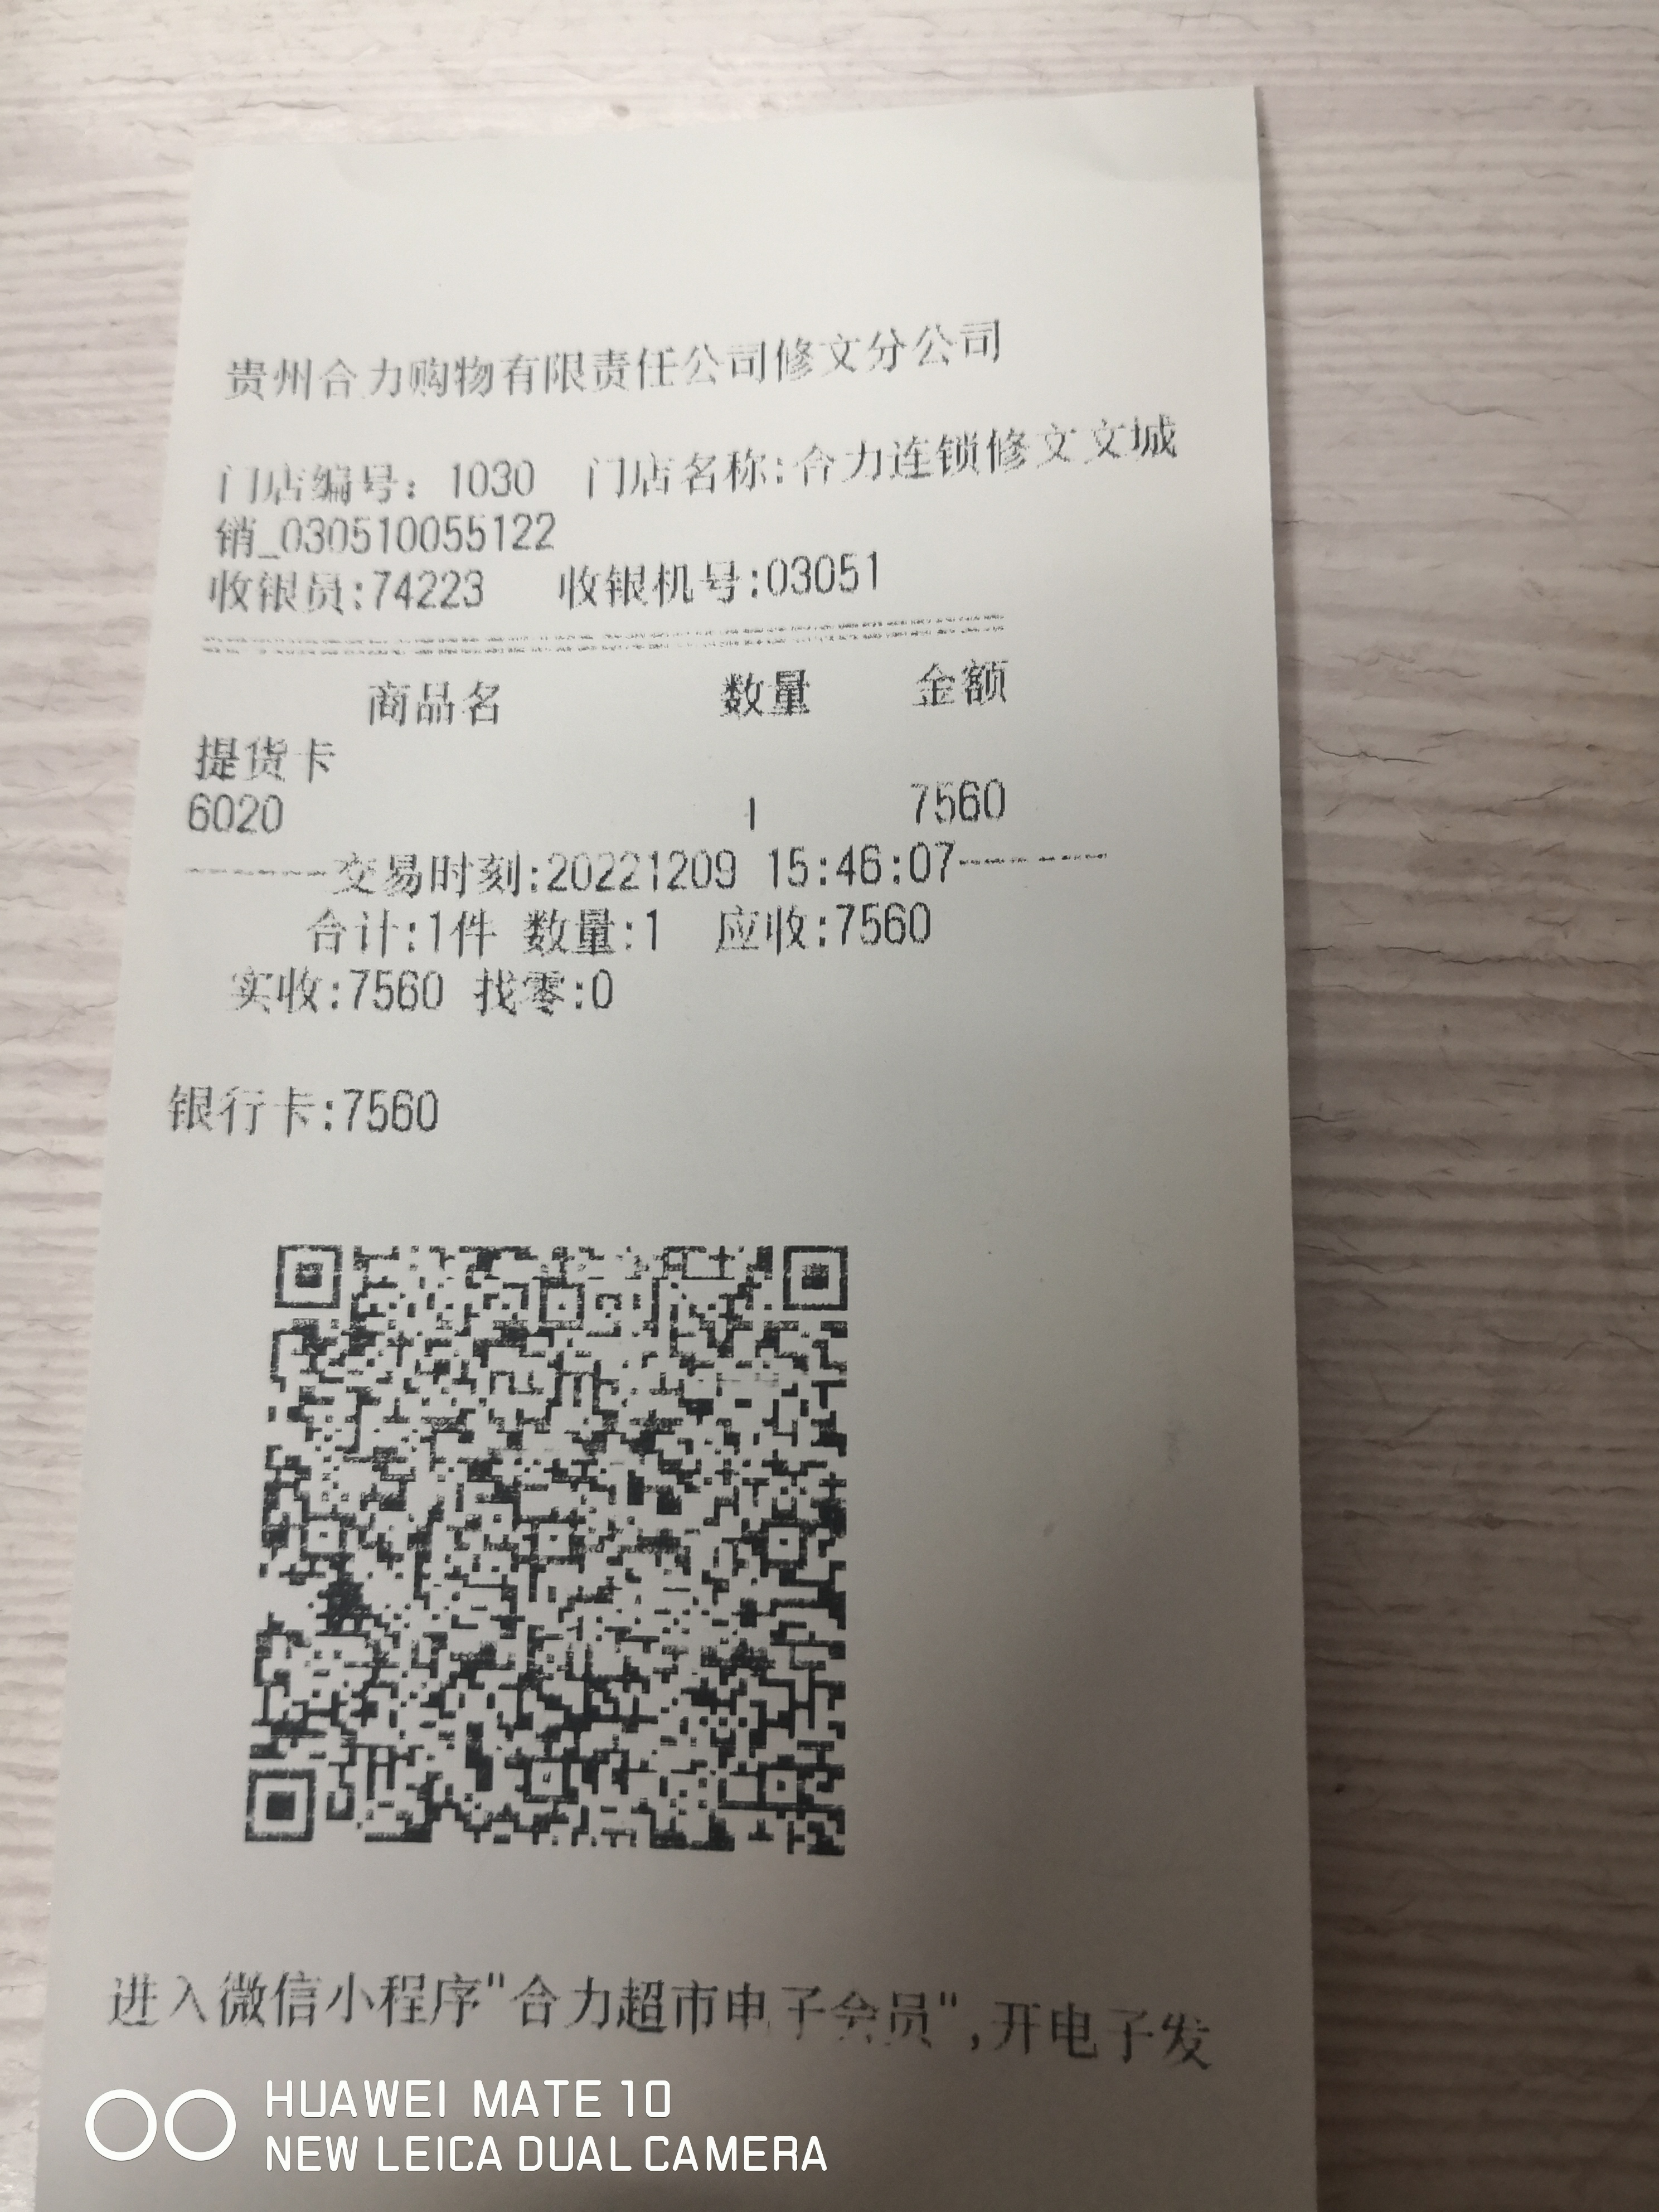 贵州合力购物有限责任公司修文分公司
门店编号：1030 门店名称:合力连锁修文文城
销_030510055122
收银员:74223 收银机号:03051
商品名 数量 金额
提货卡
6020 1 7560
------交易时刻:20221209 15:46:07------
合计:1件 数量:1 应收:7560
实收:7560 找零:0
银行卡:7560
进入微信小程序"合力超市电子会员",开电子发
HUAWEI MATE 10
NEW LEICA DUAL CAMERA